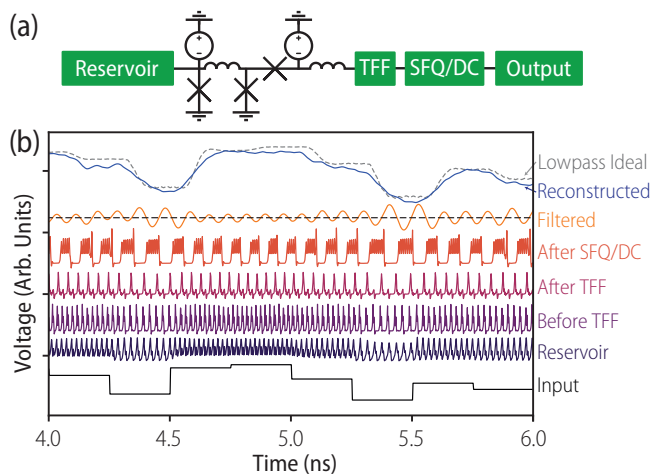 (a)
Reservoir
TFF
SFQ/DC
Output
(b)
Voltage (Arb. Units)
Lowpass Ideal
Reconstructed
Filtered
After SFQ/DC
After TFF
Before TFF
Reservoir
Input
4.0 4.5 5.0 5.5 6.0
Time (ns)